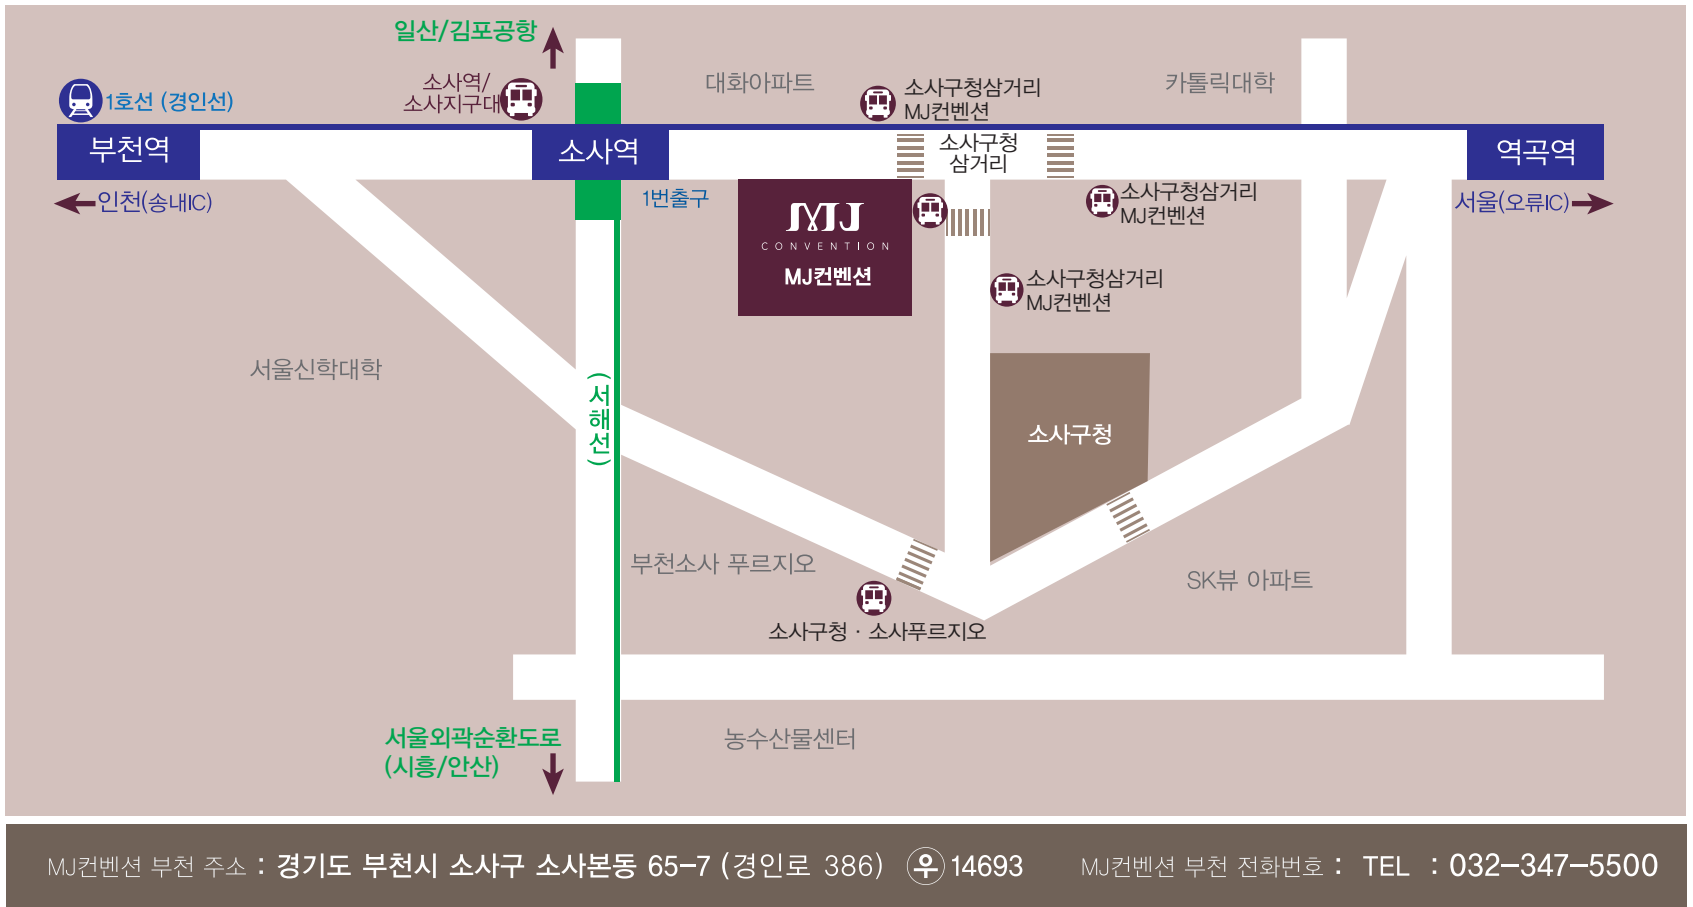 일산/김포공항
1호선 (경인선)
소사역/
소사지구대
대화아파트
소사구청삼거리
MJ컨벤션
카톨릭대학
부천역
소사역
소사구청
삼거리
역곡역
인천(송내IC)
1번출구
MJ
CONVENTION
MJ컨벤션
소사구청삼거리
MJ컨벤션
서울(오류IC)
소사구청삼거리
MJ컨벤션
서울신학대학
(서해선)
소사구청
부천소사 푸르지오
SK뷰 아파트
소사구청 · 소사푸르지오
서울외곽순환도로
(시흥/안산)
농수산물센터
MJ컨벤션 부천 주소 : 경기도 부천시 소사구 소사본동 65-7 (경인로 386) 우 14693
MJ컨벤션 부천 전화번호 : TEL : 032-347-5500